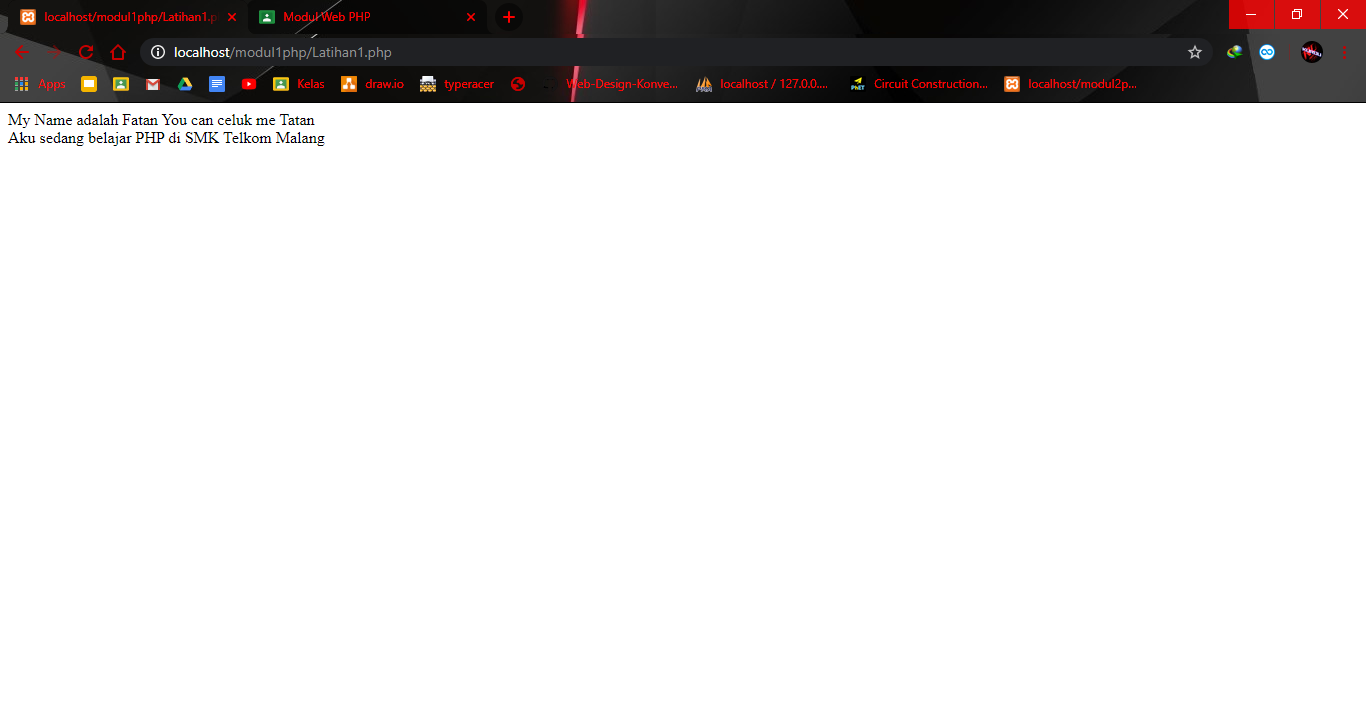 localhost/modul1php/Latihan1.p
Modul Web PHP
localhost/modul1php/Latihan1.php
Apps
Kelas
draw.io
typeracer
Web-Design-Konve...
localhost / 127.0.0....
Circuit Construction...
localhost/modul2p...
My Name adalah Fatan You can celuk me Tatan
Aku sedang belajar PHP di SMK Telkom Malang